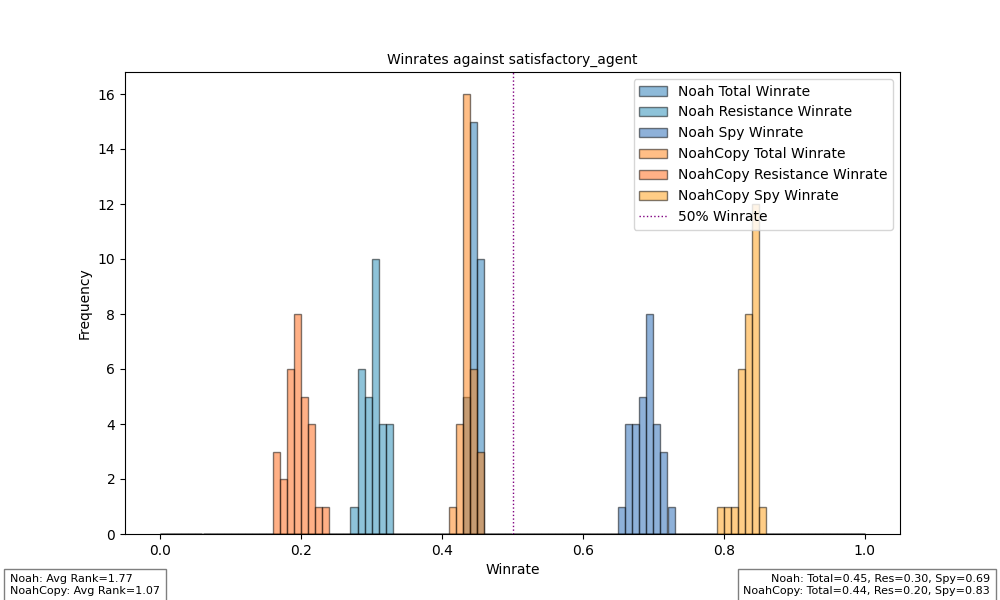 Winrates against satisfactory_agent
Noah Total Winrate
Noah Resistance Winrate
Noah Spy Winrate
NoahCopy Total Winrate
NoahCopy Resistance Winrate
NoahCopy Spy Winrate
50% Winrate
Frequency
16
14
12
10
8
6
4
2
0
0.0 0.2 0.4 0.6 0.8 1.0
Winrate
Noah: Avg Rank=1.77
NoahCopy: Avg Rank=1.07
Noah: Total=0.45, Res=0.30, Spy=0.69
NoahCopy: Total=0.44, Res=0.20, Spy=0.83